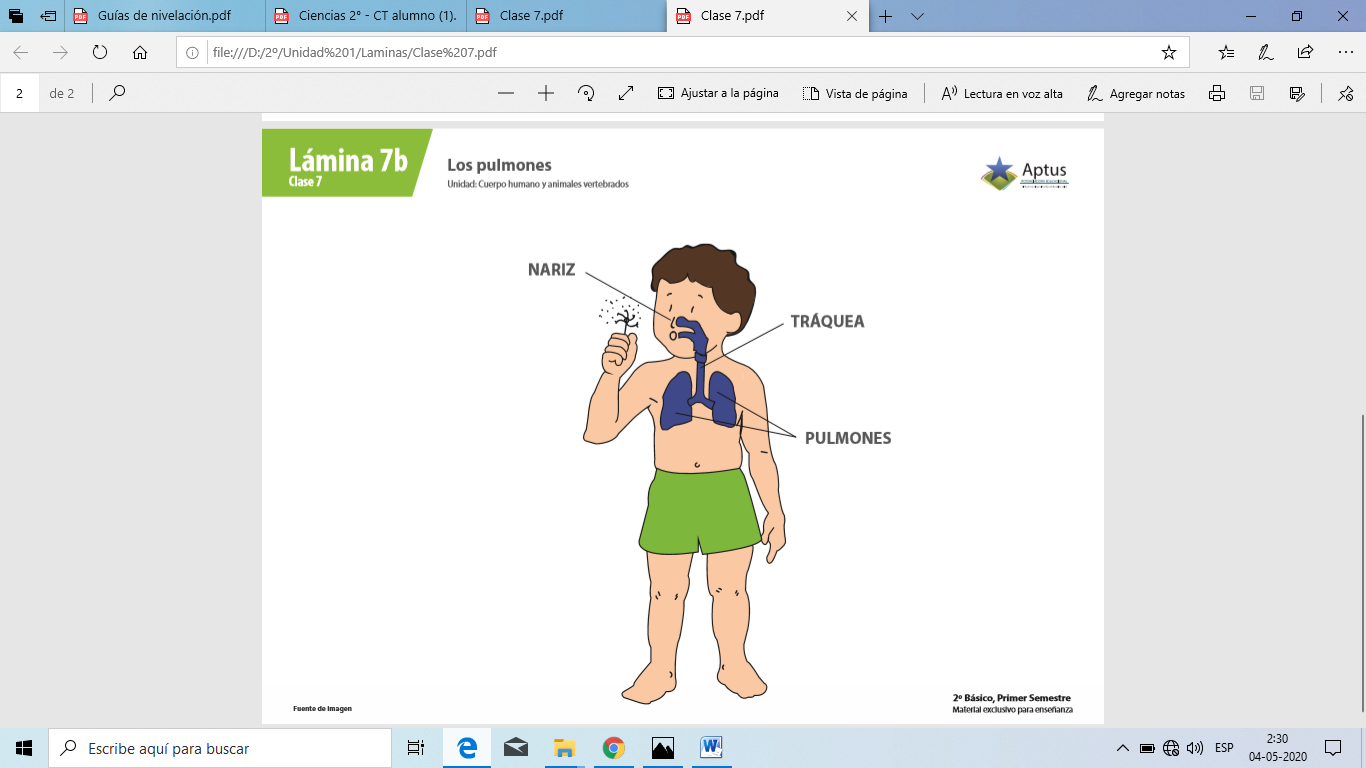 Guías de nivelación.pdf
Ciencias 2° - CT alumno (1).
Clase 7.pdf
Clase 7.pdf
file:///D:/2º/Unidad%201/Laminas/Clase%207.pdf
2
de 2
Ajustar a la página
Vista de página
Lectura en voz alta
Agregar notas
Lámina 7b
Clase 7
Los pulmones
Unidad: Cuerpo humano y animales vertebrados
Aptus
NARIZ
TRÁQUEA
PULMONES
Fuente de Imagen
2º Básico, Primer Semestre
Material exclusivo para enseñanza
Escribe aquí para buscar
ESP
2:30
04-05-2020